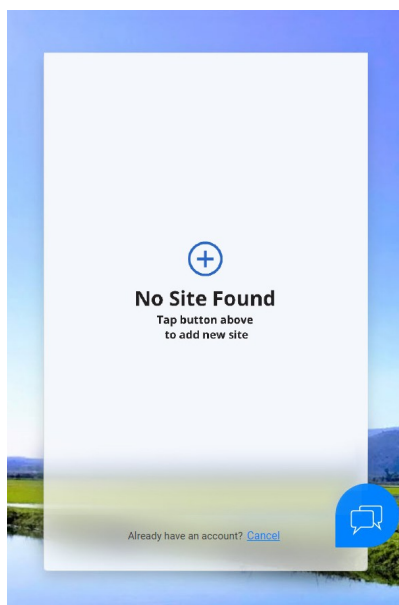 No Site Found
Tap button above
to add new site
Already have an account? Cancel